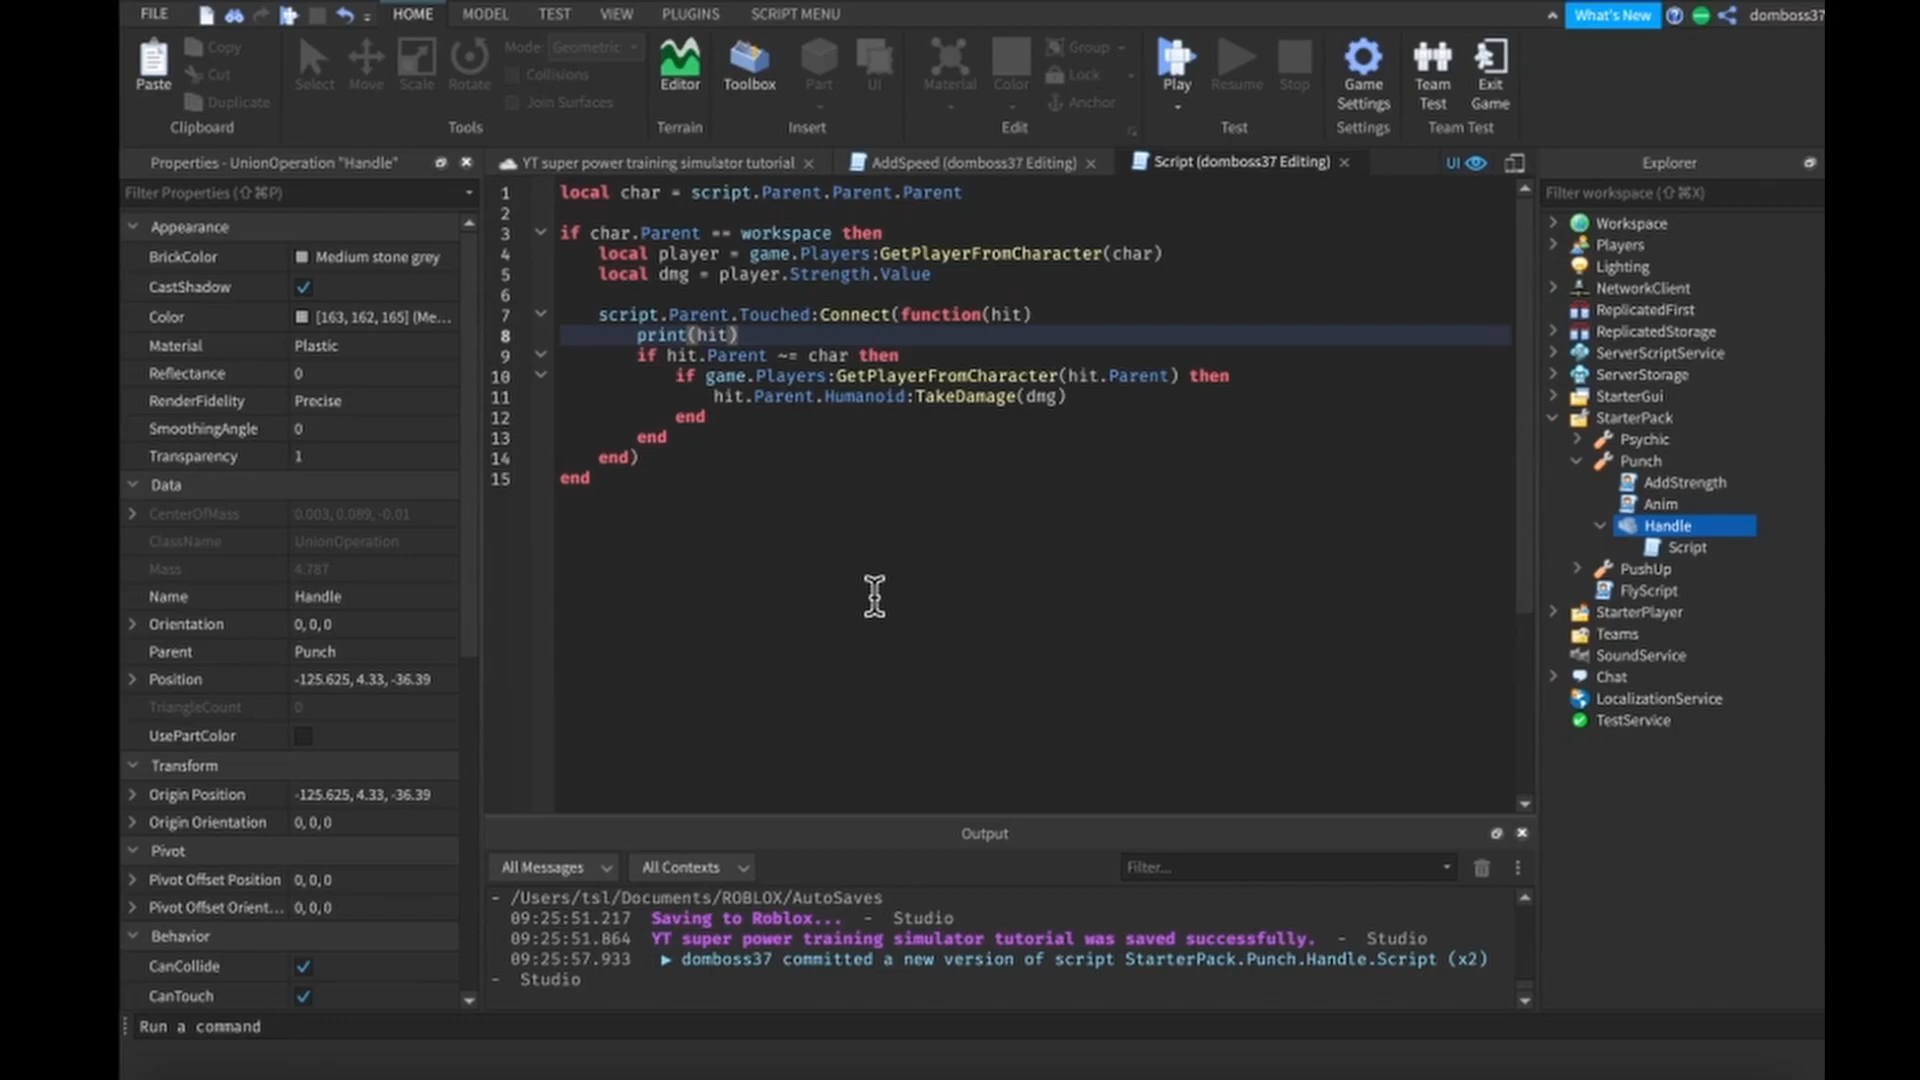 FILE HOME MODEL TEST VIEW PLUGINS SCRIPT MENU What's New domboss37
Paste Copy Cut Duplicate Clipboard
Select Move Scale Rotate Mode: Geometric Collisions Join Surfaces Tools
Editor Terrain
Toolbox Part UI Insert
Material Color Group Lock Anchor Edit
Play Resume Stop Test
Game Settings Settings
Team Test Exit Game Team Test
Properties - UnionOperation "Handle"
Filter Properties (⇧⌘P)
Appearance
BrickColor Medium stone grey
CastShadow
Color [163, 162, 165] (Me...
Material Plastic
Reflectance 0
RenderFidelity Precise
SmoothingAngle 0
Transparency 1
Data
CenterOfMass 0.003, 0.089, -0.01
ClassName UnionOperation
Mass 4.787
Name Handle
Orientation 0, 0, 0
Parent Punch
Position -125.625, 4.33, -36.39
TriangleCount 0
UsePartColor
Transform
Origin Position -125.625, 4.33, -36.39
Origin Orientation 0, 0, 0
Pivot
Pivot Offset Position 0, 0, 0
Pivot Offset Orient... 0, 0, 0
Behavior
CanCollide
CanTouch
YT super power training simulator tutorial AddSpeed (domboss37 Editing) Script (domboss37 Editing) UI
1 local char = script.Parent.Parent.Parent
2
3 if char.Parent == workspace then
4 local player = game.Players:GetPlayerFromCharacter(char)
5 local dmg = player.Strength.Value
6
7 script.Parent.Touched:Connect(function(hit)
8 print(hit)
9 if hit.Parent ~= char then
10 if game.Players:GetPlayerFromCharacter(hit.Parent) then
11 hit.Parent.Humanoid:TakeDamage(dmg)
12 end
13 end
14 end)
15 end
Output
All Messages All Contexts Filter...
- /Users/tsl/Documents/ROBLOX/AutoSaves
09:25:51.217 Saving to Roblox... - Studio
09:25:51.864 YT super power training simulator tutorial was saved successfully. - Studio
09:25:57.933 ▶ domboss37 committed a new version of script StarterPack.Punch.Handle.Script (x2)
- Studio
Explorer
Filter workspace (⇧⌘X)
Workspace
Players
Lighting
NetworkClient
ReplicatedFirst
ReplicatedStorage
ServerScriptService
ServerStorage
StarterGui
StarterPack
Psychic
Punch
AddStrength
Anim
Handle
Script
PushUp
FlyScript
StarterPlayer
Teams
SoundService
Chat
LocalizationService
TestService
Run a command